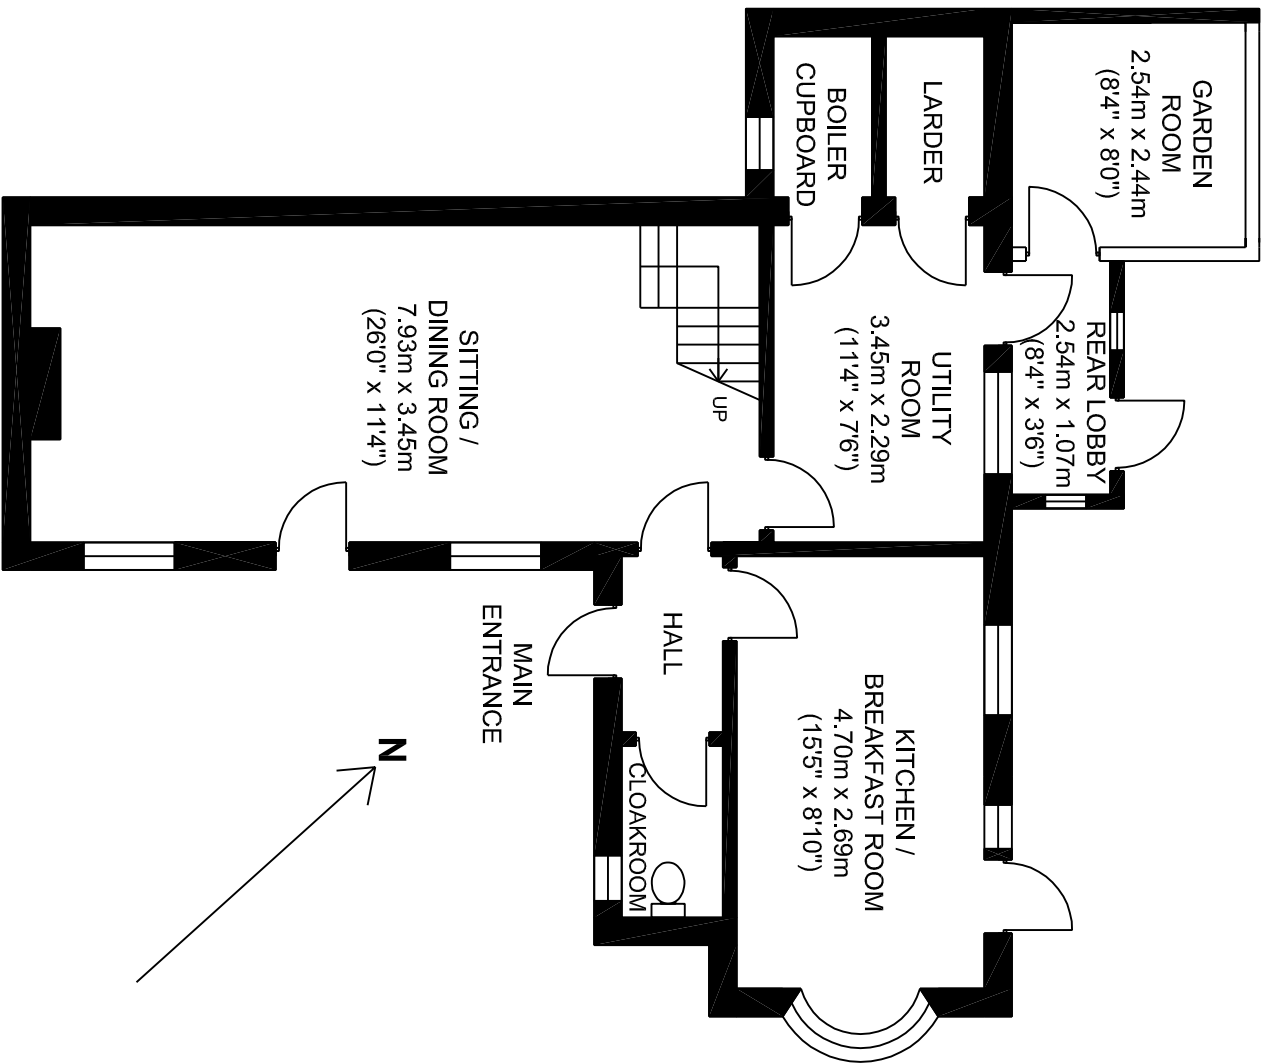 GARDEN
ROOM
2.54m x 2.44m
(8'4" x 8'0")
LARDER
BOILER
CUPBOARD
REAR LOBBY
2.54m x 1.07m
(8'4" x 3'6")
UTILITY
ROOM
3.45m x 2.29m
(11'4" x 7'6")
UP
SITTING /
DINING ROOM
7.93m x 3.45m
(26'0" x 11'4")
KITCHEN /
BREAKFAST ROOM
4.70m x 2.69m
(15'5" x 8'10")
HALL
CLOAKROOM
MAIN
ENTRANCE
N